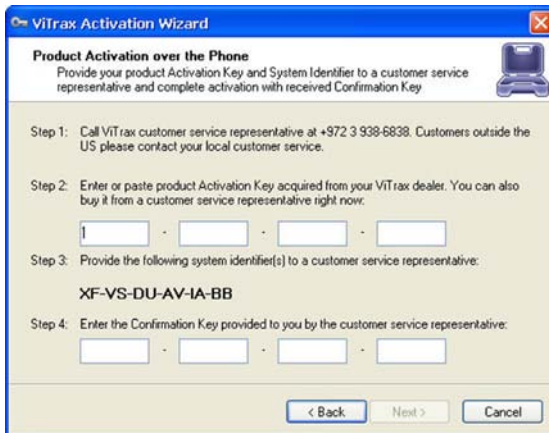 ViTrax Activation Wizard
Product Activation over the Phone
Provide your product Activation Key and System Identifier to a customer service
representative and complete activation with received Confirmation Key
Step 1: Call ViTrax customer service representative at +972 3 938-6838. Customers outside the
US please contact your local customer service.
Step 2: Enter or paste product Activation Key acquired from your ViTrax dealer. You can also
buy it from a customer service representative right now:
1 - - -
Step 3: Provide the following system identifier(s) to a customer service representative:
XF-VS-DU-AV-IA-BB
Step 4: Enter the Confirmation Key provided to you by the customer service representative:
- - -
< Back Next > Cancel